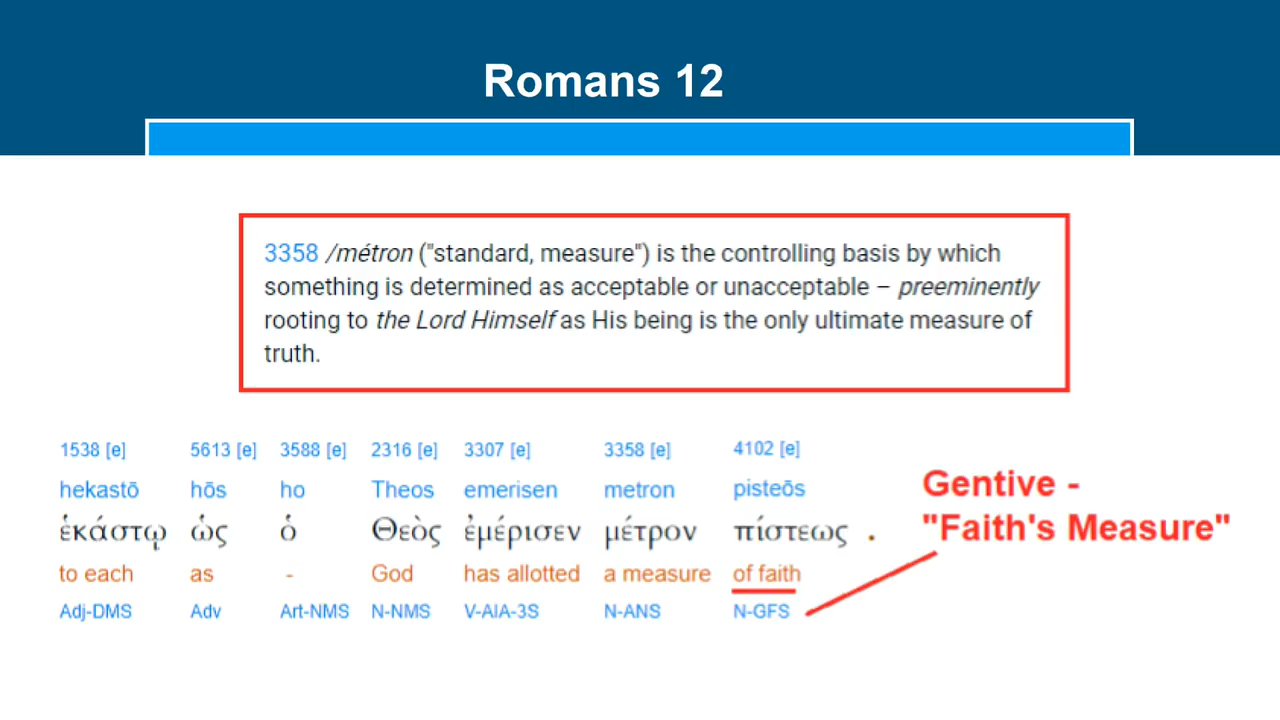 Romans 12
3358 /métron ("standard, measure") is the controlling basis by which
something is determined as acceptable or unacceptable – preeminently
rooting to the Lord Himself as His being is the only ultimate measure of
truth.
1538 [e] 5613 [e] 3588 [e] 2316 [e] 3307 [e] 3358 [e] 4102 [e]
hekastō hōs ho Theos emerisen metron pisteōs
ἑκάστῳ ὡς ὁ Θεὸς ἐμέρισεν μέτρον πίστεως .
to each as - God has allotted a measure of faith
Adj-DMS Adv Art-NMS N-NMS V-AIA-3S N-ANS N-GFS
Gentive -
"Faith's Measure"